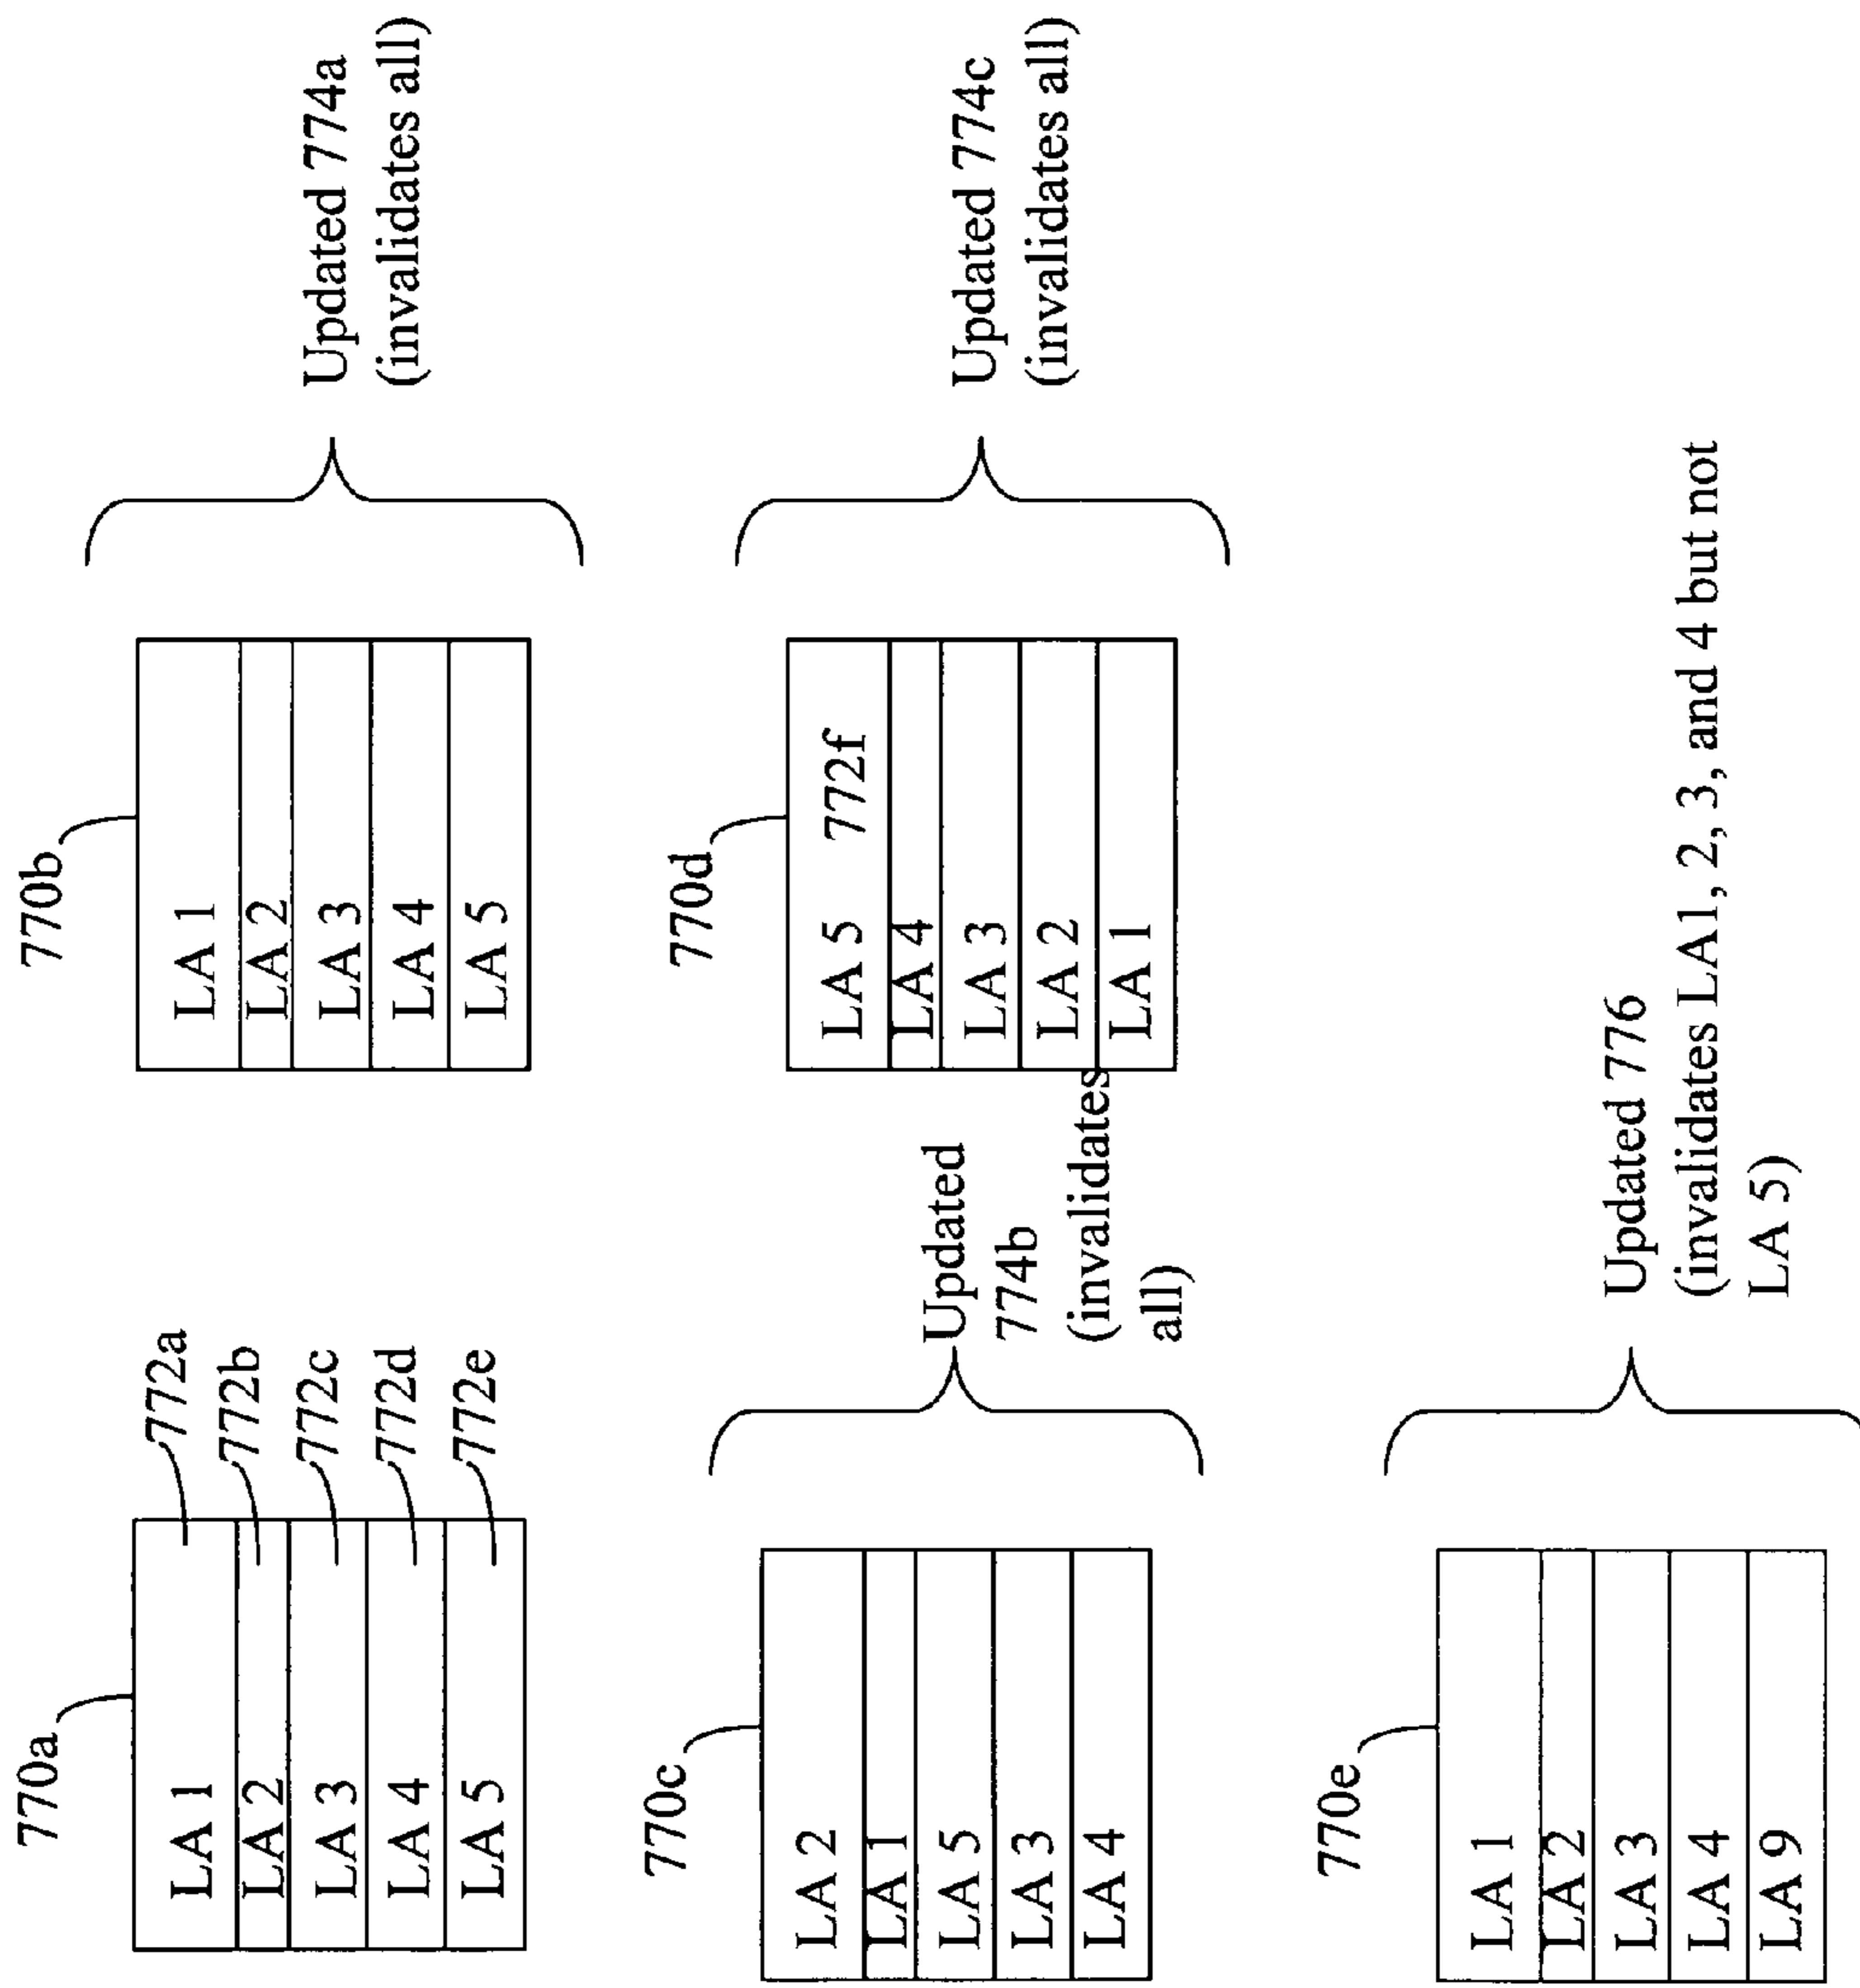 770a
LA 1
LA 2
LA 3
LA 4
LA 5
772a
772b
772c
772d
772e
770b
LA 1
LA 2
LA 3
LA 4
LA 5
Updated 774a
(invalidates all)
770c
LA 2
LA 1
LA 5
LA 3
LA 4
Updated
774b
(invalidates
all)
770d
LA 5 772f
LA 4
LA 3
LA 2
LA 1
Updated 774c
(invalidates all)
770e
LA 1
LA 2
LA 3
LA 4
LA 9
Updated 776
(invalidates LA1, 2, 3, and 4 but not
LA 5)